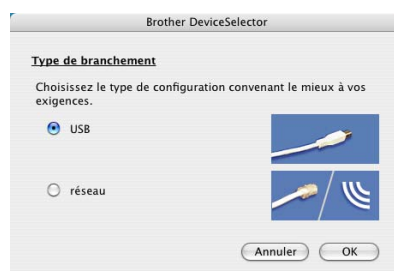 Brother DeviceSelector
Type de branchement
Choisissez le type de configuration convenant le mieux à vos
exigences.
USB
réseau
Annuler OK